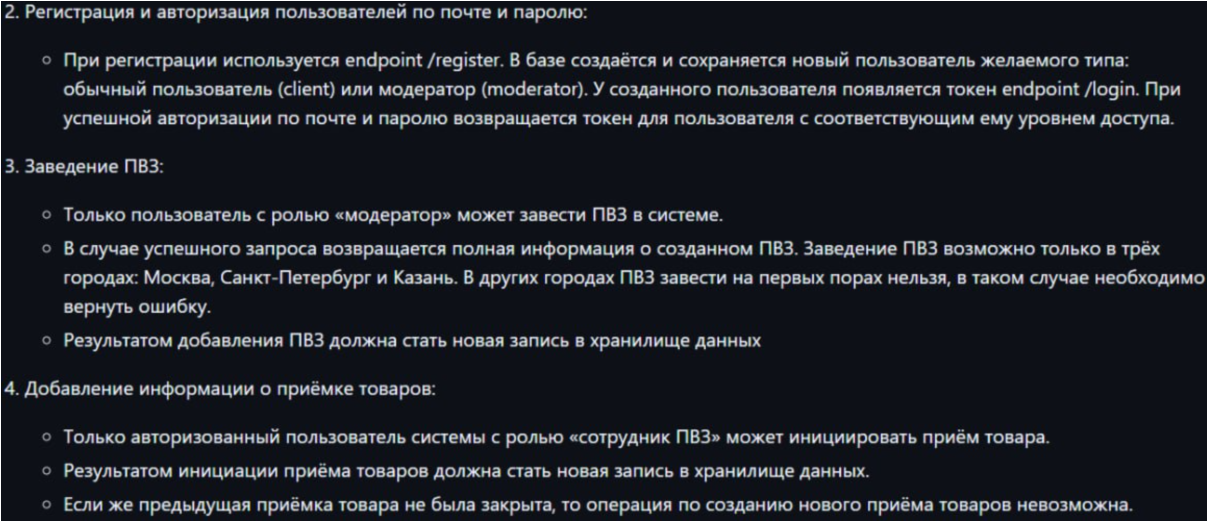 2. Регистрация и авторизация пользователей по почте и паролю:
◦ При регистрации используется endpoint /register. В базе создаётся и сохраняется новый пользователь желаемого типа:
обычный пользователь (client) или модератор (moderator). У созданного пользователя появляется токен endpoint /login. При
успешной авторизации по почте и паролю возвращается токен для пользователя с соответствующим ему уровнем доступа.
3. Заведение ПВЗ:
◦ Только пользователь с ролью «модератор» может завести ПВЗ в системе.
◦ В случае успешного запроса возвращается полная информация о созданном ПВЗ. Заведение ПВЗ возможно только в трёх
городах: Москва, Санкт-Петербург и Казань. В других городах ПВЗ завести на первых порах нельзя, в таком случае необходимо
вернуть ошибку.
◦ Результатом добавления ПВЗ должна стать новая запись в хранилище данных
4. Добавление информации о приёмке товаров:
◦ Только авторизованный пользователь системы с ролью «сотрудник ПВЗ» может инициировать приём товара.
◦ Результатом инициации приёма товаров должна стать новая запись в хранилище данных.
◦ Если же предыдущая приёмка товара не была закрыта, то операция по созданию нового приёма товаров невозможна.